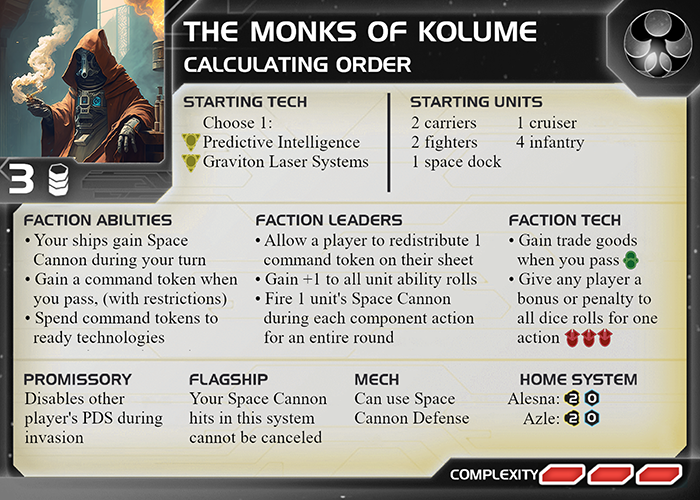 THE MONKS OF KOLUME
CALCULATING ORDER
3
STARTING TECH
Choose 1:
Predictive Intelligence
Graviton Laser Systems
STARTING UNITS
2 carriers 1 cruiser
2 fighters 4 infantry
1 space dock
FACTION ABILITIES
• Your ships gain Space
Cannon during your turn
• Gain a command token when
you pass, (with restrictions)
• Spend command tokens to
ready technologies
FACTION LEADERS
• Allow a player to redistribute 1
command token on their sheet
• Gain +1 to all unit ability rolls
• Fire 1 unit's Space Cannon
during each component action
for an entire round
FACTION TECH
• Gain trade goods
when you pass
• Give any player a
bonus or penalty to
all dice rolls for one
action
PROMISSORY
Disables other
player's PDS during
invasion
FLAGSHIP
Your Space Cannon
hits in this system
cannot be canceled
MECH
Can use Space
Cannon Defense
HOME SYSTEM
Alesna: 2 0
Azle: 2 0
COMPLEXITY